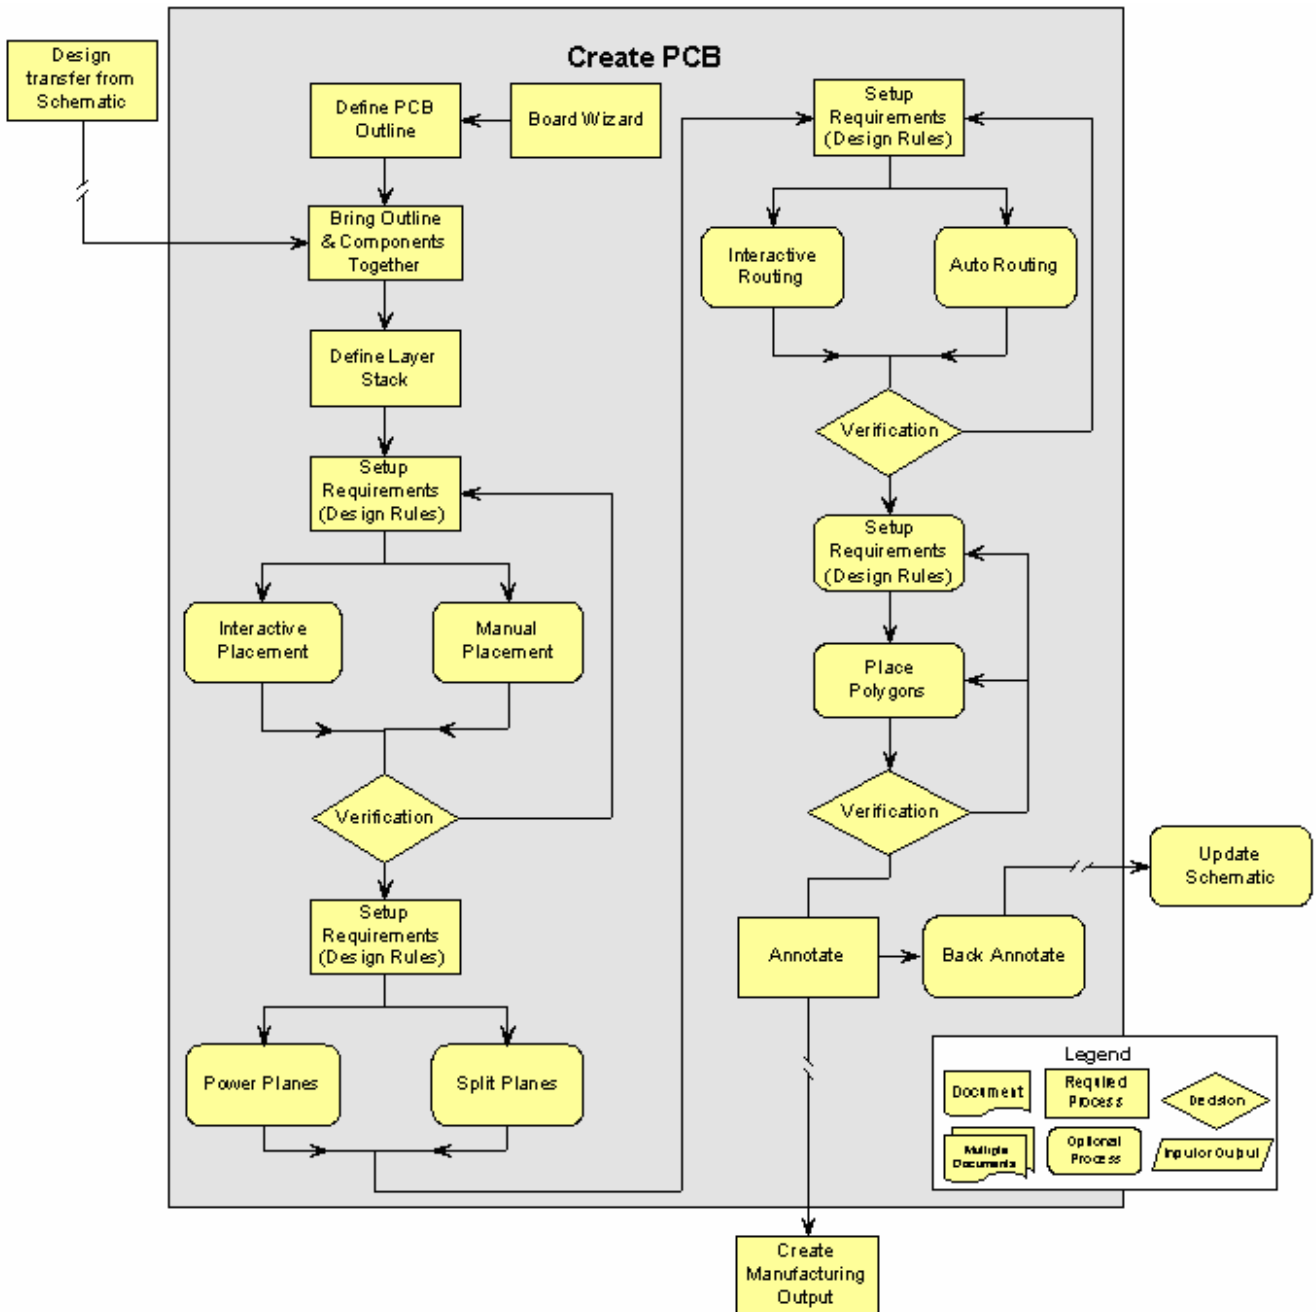 Create PCB
Design
transfer from
Schematic
Define PCB
Outline
Board Wizard
Bring Outline
& Components
Together
Define Layer
Stack
Setup
Requirements
(Design Rules)
Interactive
Placement
Manual
Placement
Verification
Setup
Requirements
(Design Rules)
Power Planes
Split Planes
Setup
Requirements
(Design Rules)
Interactive
Routing
Auto Routing
Verification
Setup
Requirements
(Design Rules)
Place
Polygons
Verification
Annotate
Back Annotate
Update
Schematic
Create
Manufacturing
Output
Legend
Document
Required
Process
Decision
Multiple
Documents
Optional
Process
Input or Output